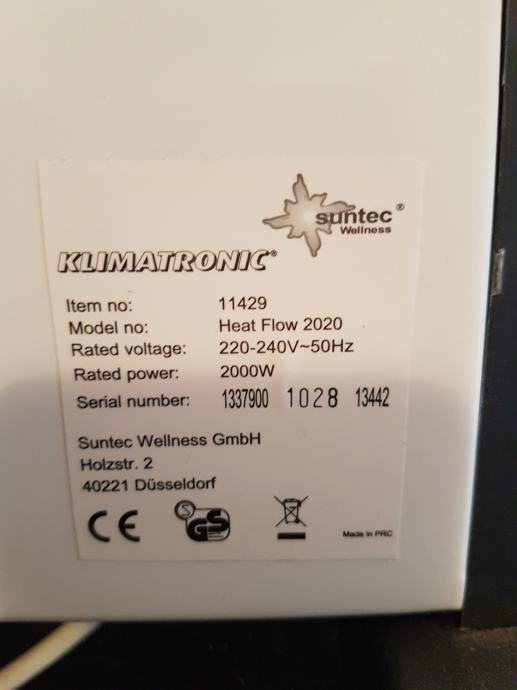 suntec®
Wellness
KLIMATRONIC®
Item no: 11429
Model no: Heat Flow 2020
Rated voltage: 220-240V~50Hz
Rated power: 2000W
Serial number: 1337900 1028 13442
Suntec Wellness GmbH
Holzstr. 2
40221 Düsseldorf
CE
S GS
Made in PRC